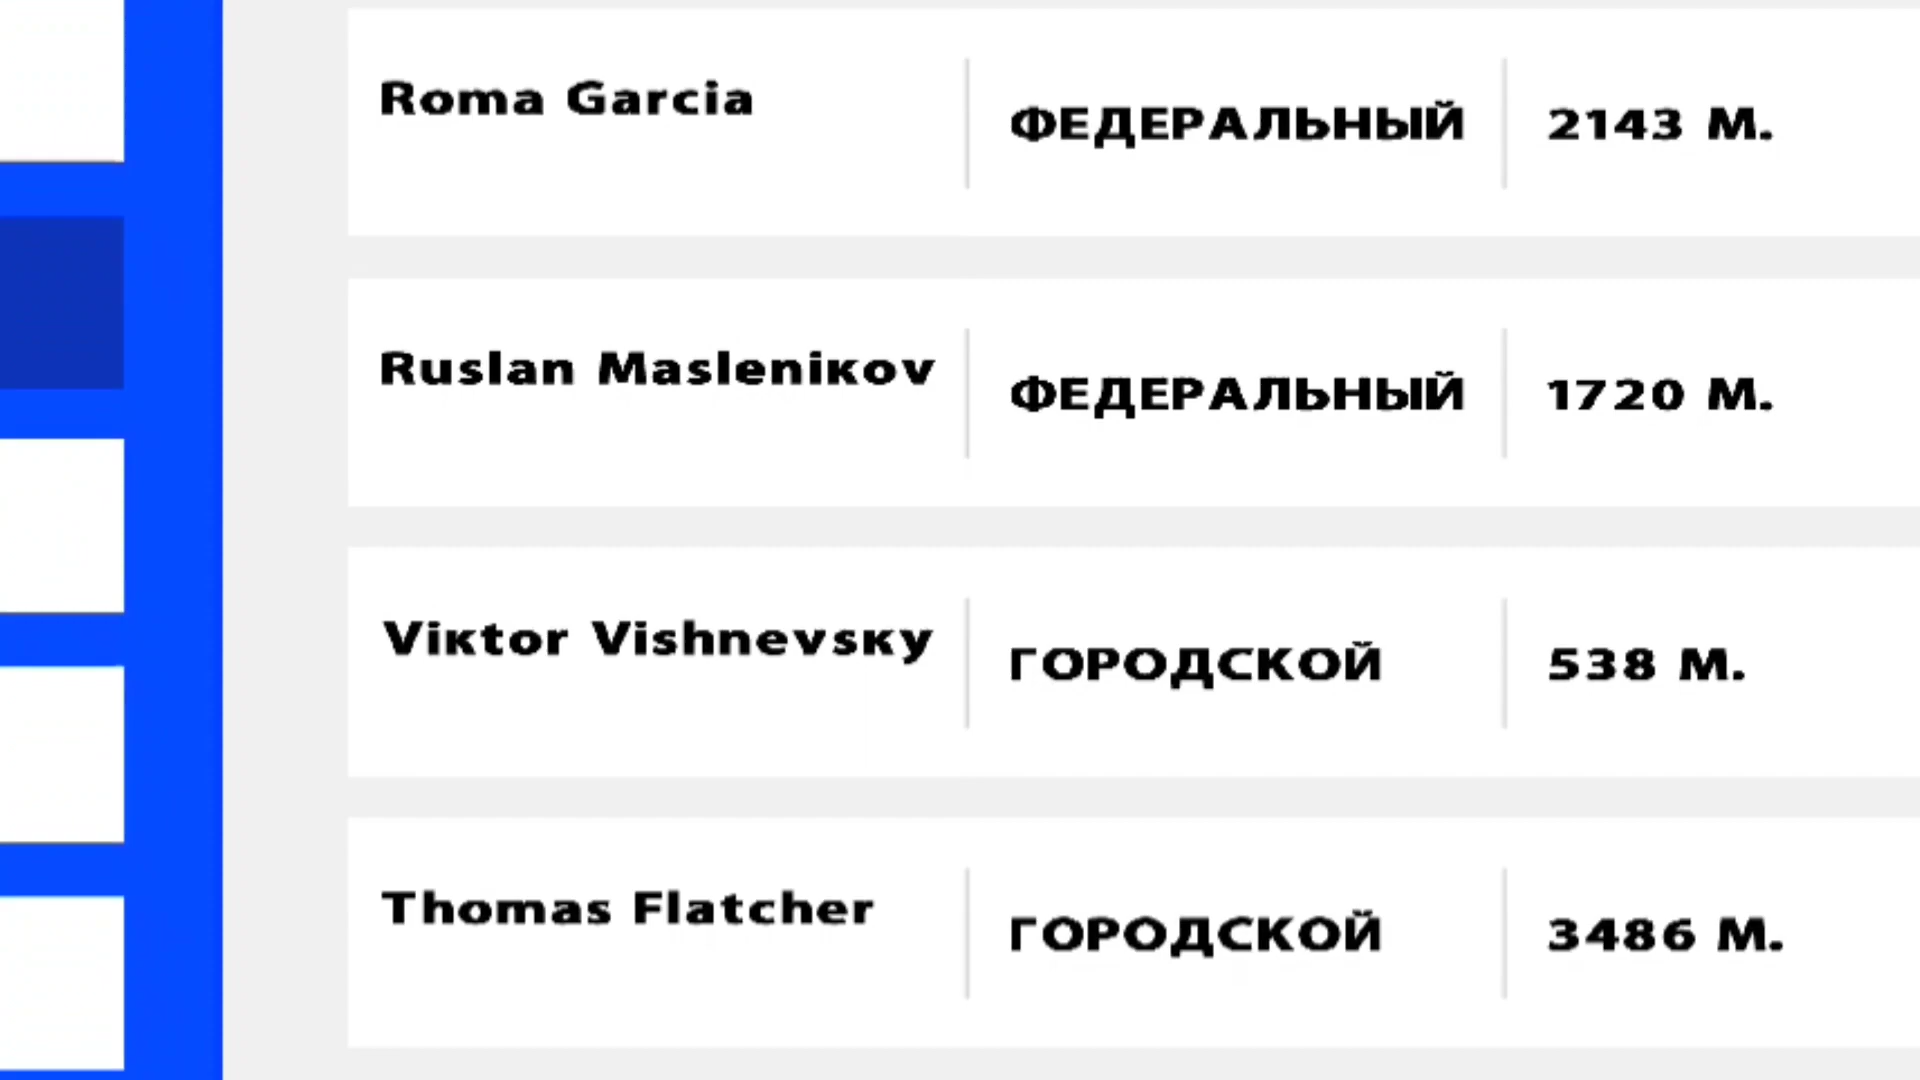 Roma Garcia ФЕДЕРАЛЬНЫЙ 2143 М.
Ruslan Maslenikov ФЕДЕРАЛЬНЫЙ 1720 М.
Viktor Vishnevsky ГОРОДСКОЙ 538 М.
Thomas Flatcher ГОРОДСКОЙ 3486 М.